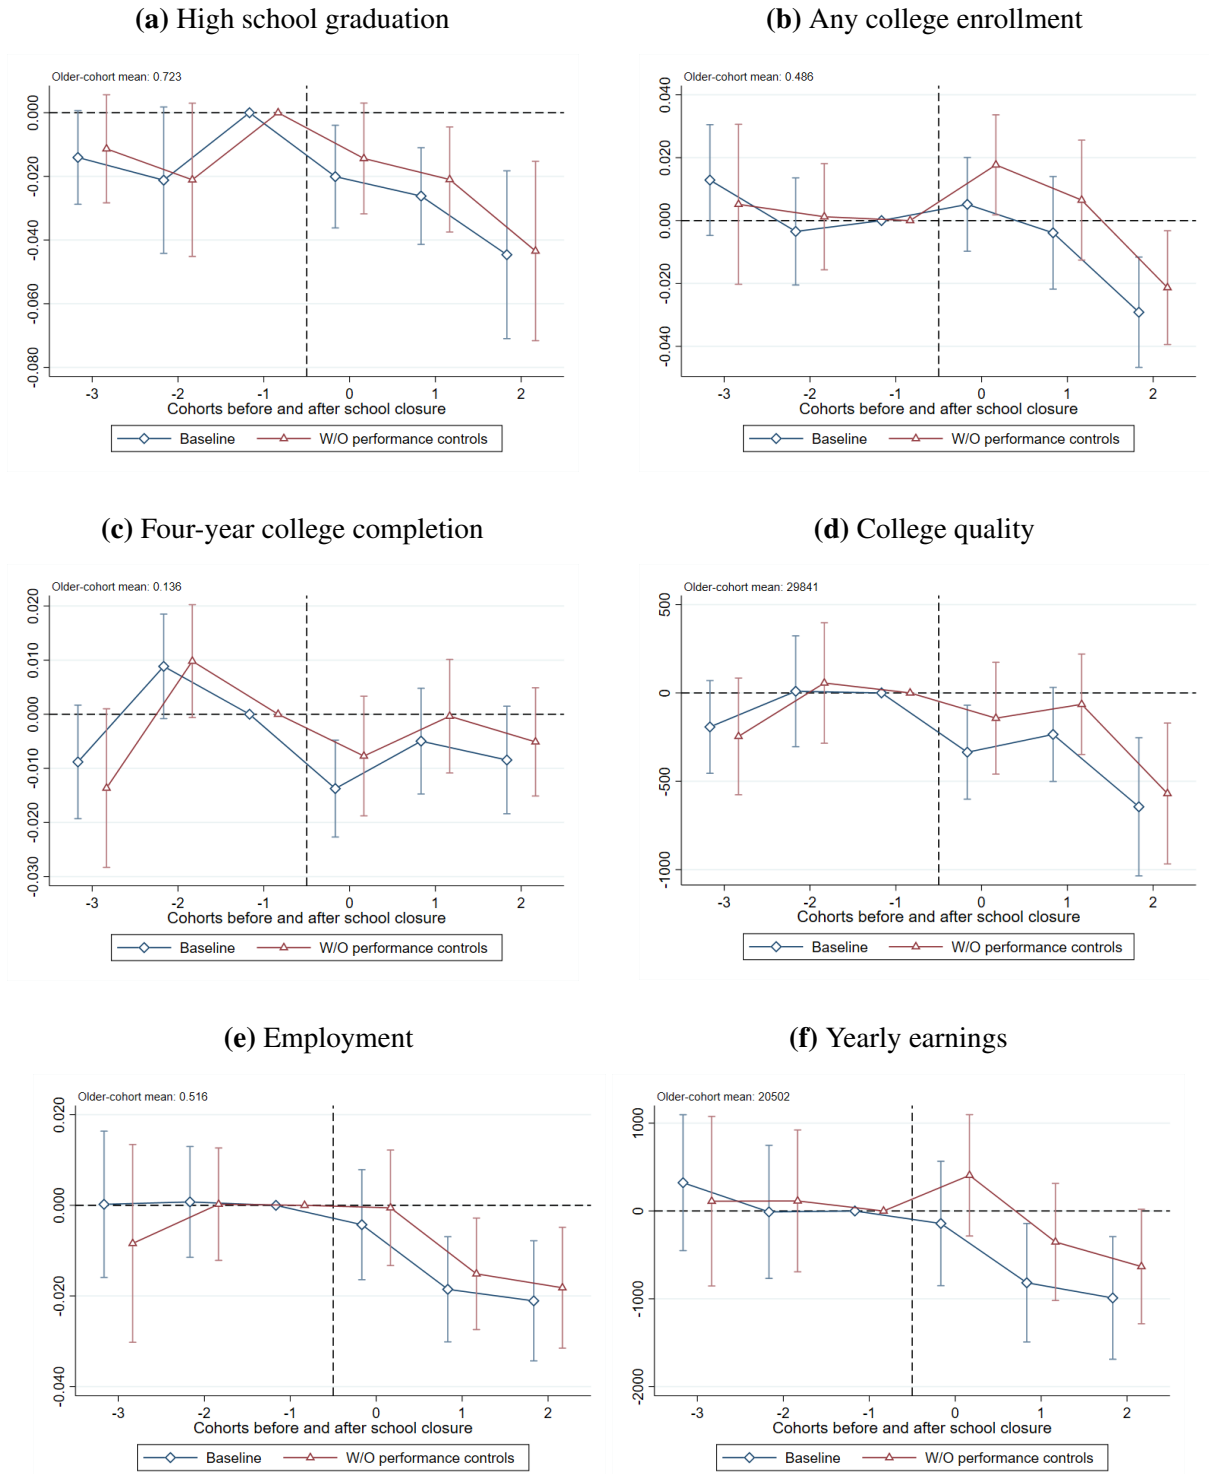 (a) High school graduation
Older-cohort mean: 0.723
0.000
-0.020
-0.040
-0.060
-0.080
-3 -2 -1 0 1 2
Cohorts before and after school closure
Baseline W/O performance controls
(b) Any college enrollment
Older-cohort mean: 0.486
0.040
0.020
0.000
-0.020
-0.040
-3 -2 -1 0 1 2
Cohorts before and after school closure
Baseline W/O performance controls
(c) Four-year college completion
Older-cohort mean: 0.136
0.020
0.010
0.000
-0.010
-0.020
-0.030
-3 -2 -1 0 1 2
Cohorts before and after school closure
Baseline W/O performance controls
(d) College quality
Older-cohort mean: 29841
500
0
-500
-1000
-3 -2 -1 0 1 2
Cohorts before and after school closure
Baseline W/O performance controls
(e) Employment
Older-cohort mean: 0.516
0.020
0.000
-0.020
-0.040
-3 -2 -1 0 1 2
Cohorts before and after school closure
Baseline W/O performance controls
(f) Yearly earnings
Older-cohort mean: 20502
1000
0
-1000
-2000
-3 -2 -1 0 1 2
Cohorts before and after school closure
Baseline W/O performance controls